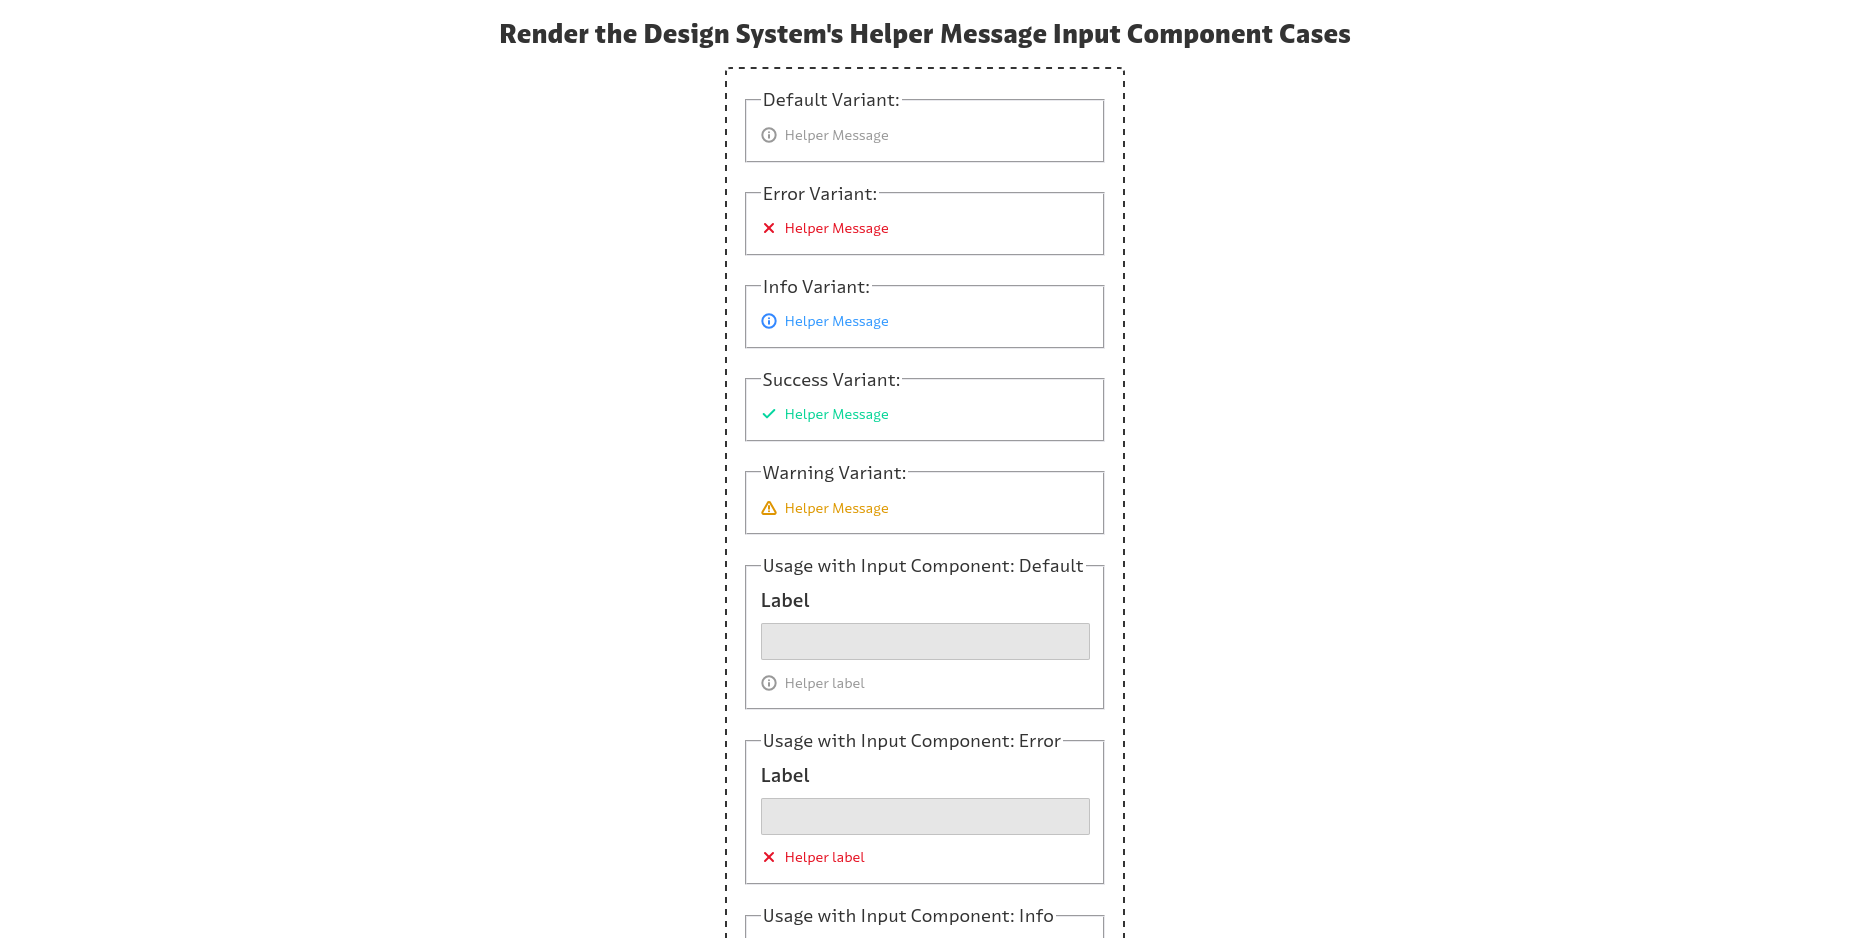 Render the Design System's Helper Message Input Component Cases
Default Variant:
Helper Message
Error Variant:
Helper Message
Info Variant:
Helper Message
Success Variant:
Helper Message
Warning Variant:
Helper Message
Usage with Input Component: Default
Label
Helper label
Usage with Input Component: Error
Label
Helper label
Usage with Input Component: Info